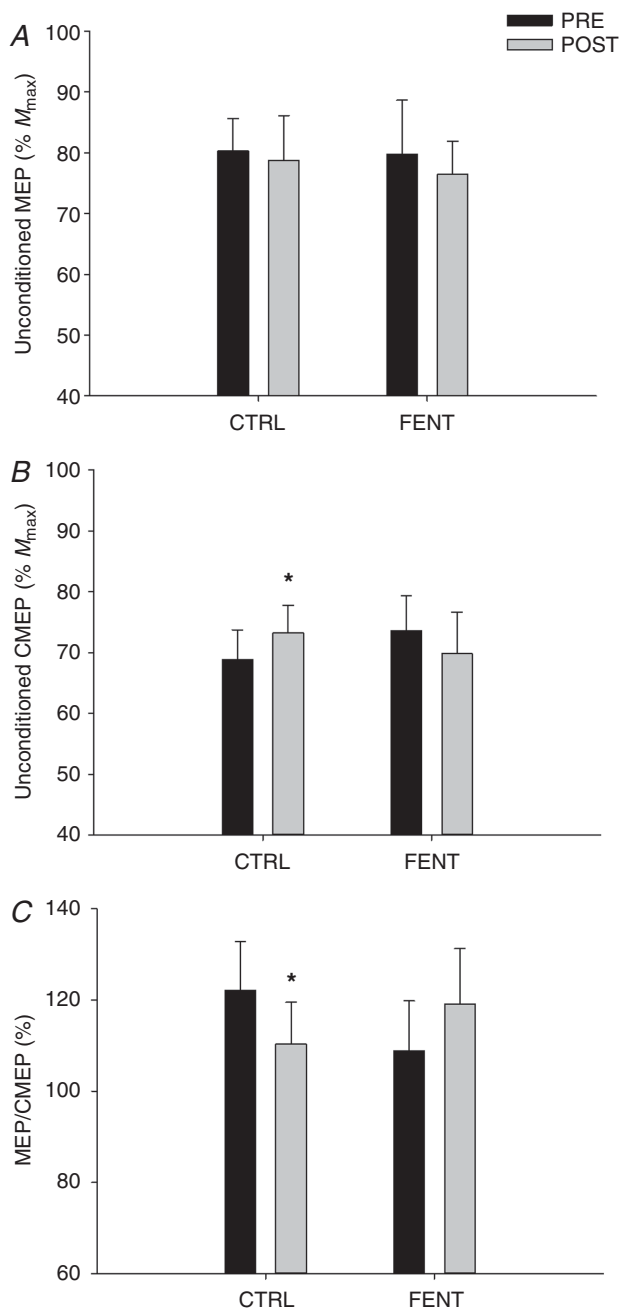 A
PRE
POST
Unconditioned MEP (% Mmax)
100
90
80
70
60
50
40
CTRL
FENT
B
Unconditioned CMEP (% Mmax)
100
90
80
70
60
50
40
*
CTRL
FENT
C
MEP/CMEP (%)
140
120
100
80
60
*
CTRL
FENT